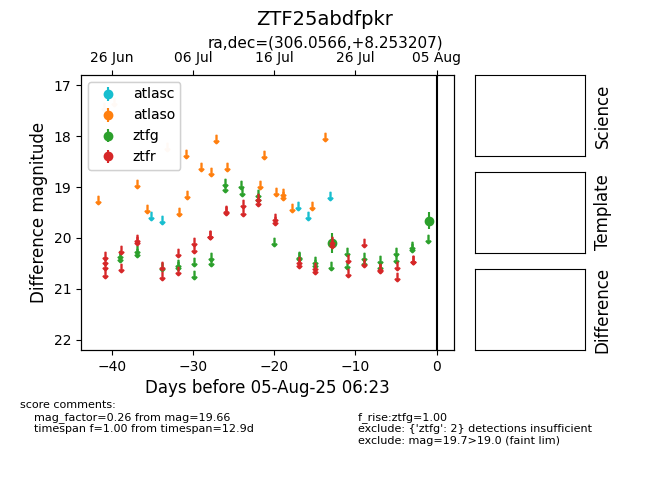 ZTF25abdfpkr
ra,dec=(306.0566,+8.253207)
26 Jun 06 Jul 16 Jul 26 Jul 05 Aug
atlasc
atlaso
ztfg
ztfr
17
18
19
20
21
22
Difference magnitude
−40 −30 −20 −10 0
Days before 05-Aug-25 06:23
Science
Template
Difference
score comments:
mag_factor=0.26 from mag=19.66
timespan f=1.00 from timespan=12.9d
f_rise:ztfg=1.00
exclude: {'ztfg': 2} detections insufficient
exclude: mag=19.7>19.0 (faint lim)